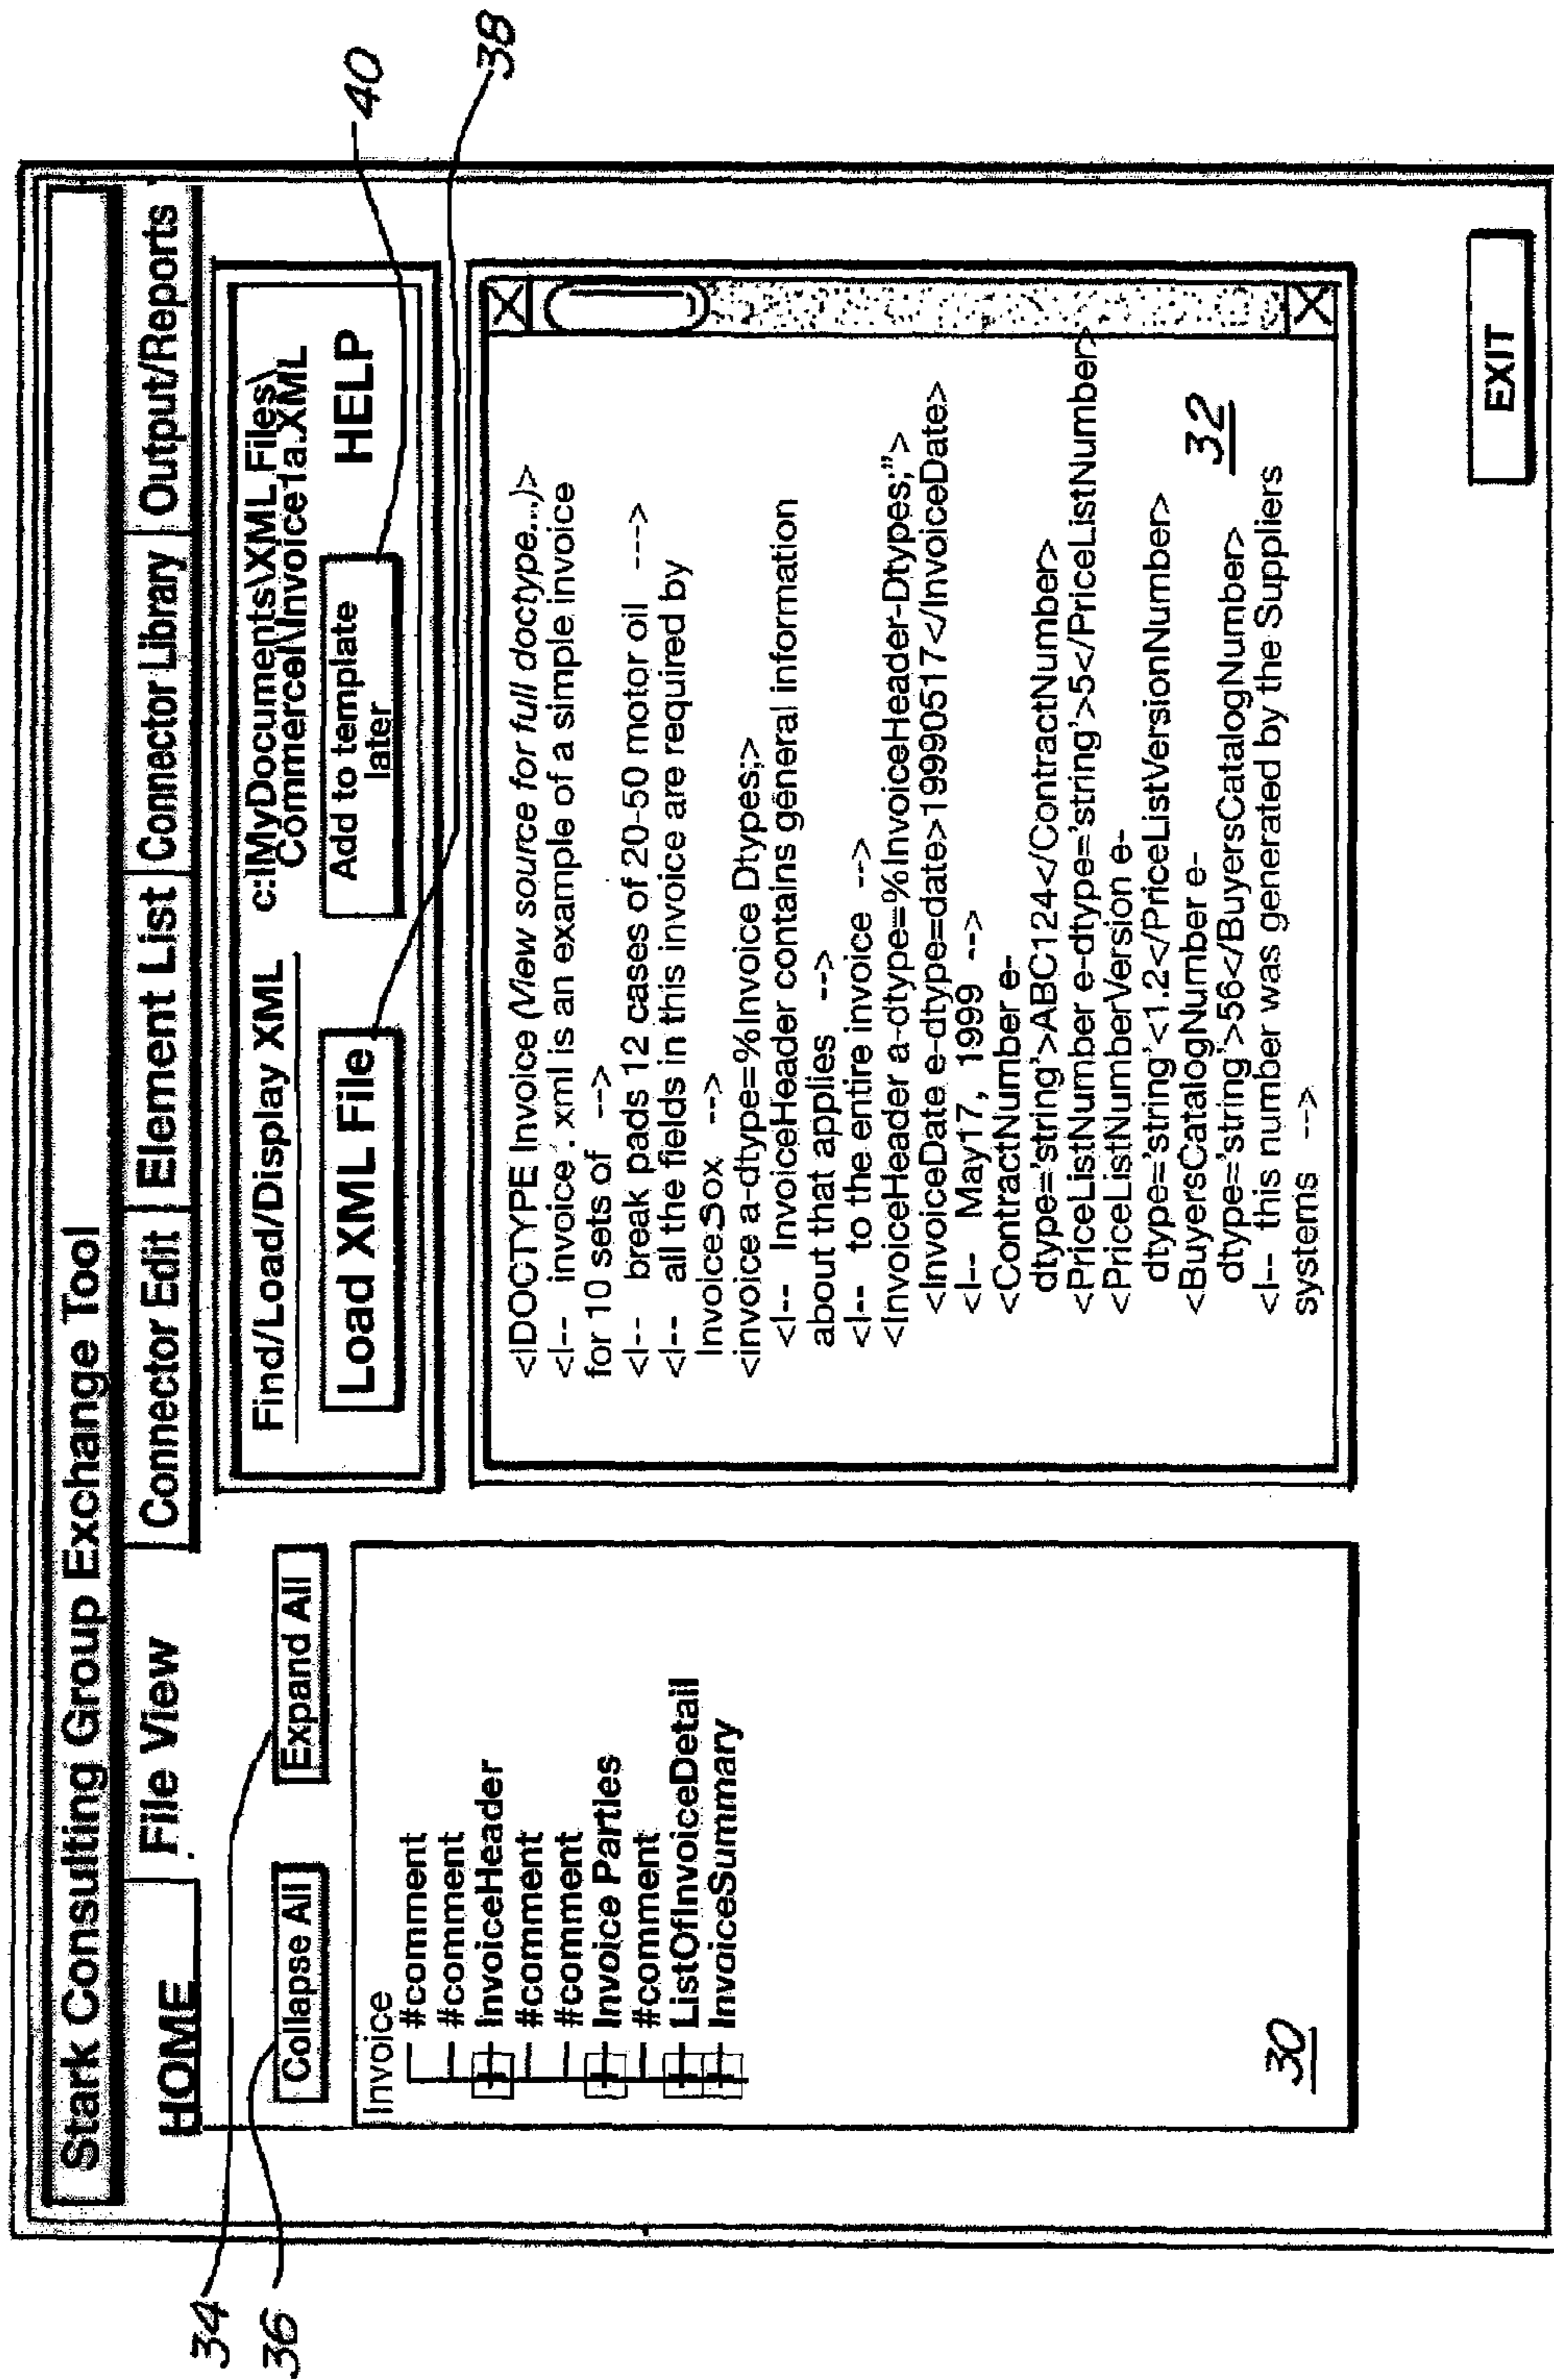 Stark Consulting Group Exchange Tool
HOME File View Connector Edit Element List Connector Library Output/Reports
34
36
Collapse All Expand All
Invoice
#comment
#comment
InvoiceHeader
#comment
#comment
Invoice Parties
#comment
ListOfInvoiceDetail
InvoiceSummary
30
Find/Load/Display XML c:\MyDocuments\XML Files\
Commerce\Invoice1a.XML
Load XML File Add to template
later HELP
40
38
<!DOCTYPE Invoice (View source for full doctype...)>
<!-- invoice.xml is an example of a simple invoice
for 10 sets of -->
<!-- break pads 12 cases of 20-50 motor oil --->
<!-- all the fields in this invoice are required by
Invoice.Sox -->
<invoice a-dtype=%Invoice Dtypes;>
<!-- InvoiceHeader contains general information
about that applies -->
<!-- to the entire invoice -->
<InvoiceHeader a-dtype=%InvoiceHeader-Dtypes;">
<InvoiceDate e-dtype=date>19990517</InvoiceDate>
<!-- May17, 1999 -->
<ContractNumber e-
dtype='string'>ABC124</ContractNumber>
<PriceListNumber e-dtype='string'>5</PriceListNumber>
<PriceListNumberVersion e-
dtype='string'<1.2</PriceListVersionNumber>
<BuyersCatalogNumber e-
dtype='string'>56</BuyersCatalogNumber>
<!-- this number was generated by the Suppliers
systems -->
32
EXIT